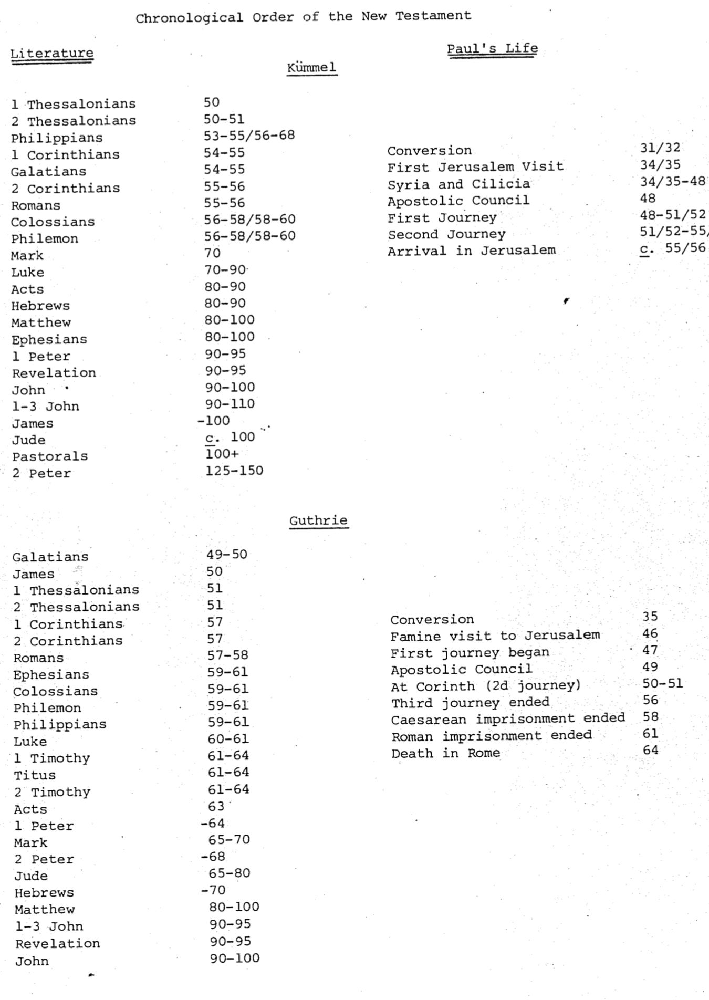 Chronological Order of the New Testament
Literature
Paul's Life
Kümmel
1 Thessalonians 50
2 Thessalonians 50-51
Philippians 53-55/56-68
1 Corinthians 54-55
Galatians 54-55
2 Corinthians 55-56
Romans 55-56
Colossians 56-58/58-60
Philemon 56-58/58-60
Mark 70
Luke 70-90
Acts 80-90
Hebrews 80-90
Matthew 80-100
Ephesians 80-100
1 Peter 90-95
Revelation 90-95
John 90-100
1-3 John 90-110
James -100
Jude c. 100
Pastorals 100+
2 Peter 125-150
Conversion 31/32
First Jerusalem Visit 34/35
Syria and Cilicia 34/35-48
Apostolic Council 48
First Journey 48-51/52
Second Journey 51/52-55/
Arrival in Jerusalem c. 55/56
Guthrie
Galatians 49-50
James 50
1 Thessalonians 51
2 Thessalonians 51
1 Corinthians 57
2 Corinthians 57
Romans 57-58
Ephesians 59-61
Colossians 59-61
Philemon 59-61
Philippians 59-61
Luke 60-61
1 Timothy 61-64
Titus 61-64
2 Timothy 61-64
Acts 63
1 Peter -64
Mark 65-70
2 Peter -68
Jude 65-80
Hebrews -70
Matthew 80-100
1-3 John 90-95
Revelation 90-95
John 90-100
Conversion 35
Famine visit to Jerusalem 46
First journey began 47
Apostolic Council 49
At Corinth (2d journey) 50-51
Third journey ended 56
Caesarean imprisonment ended 58
Roman imprisonment ended 61
Death in Rome 64